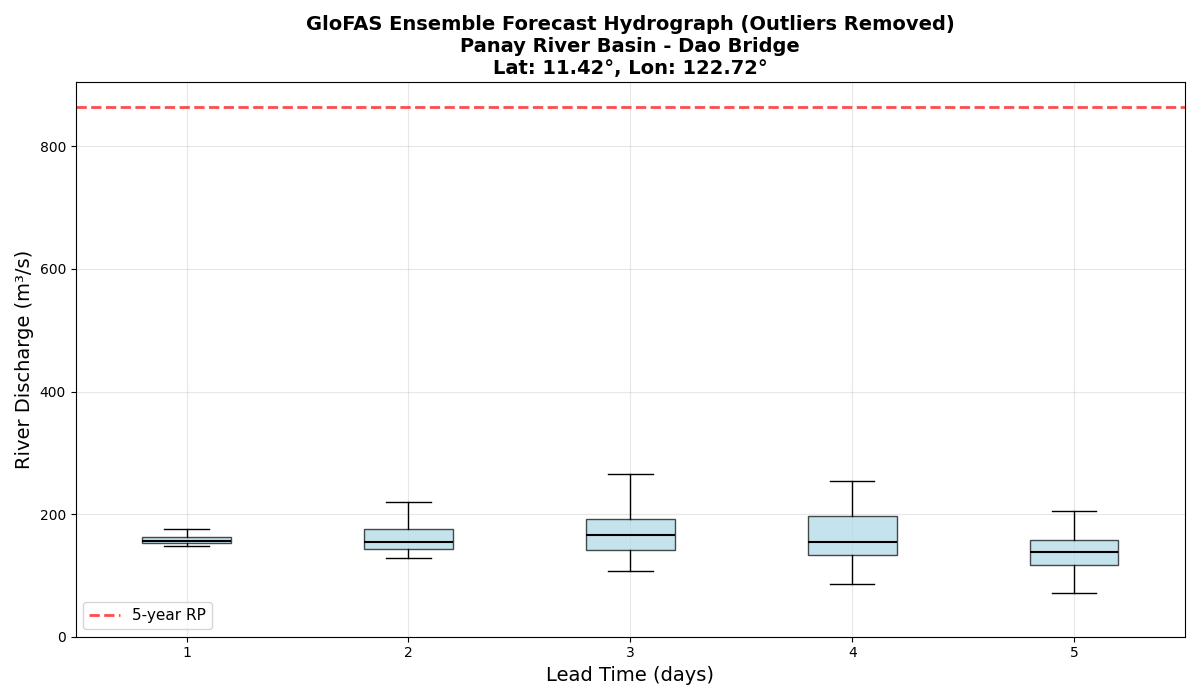 GloFAS Ensemble Forecast Hydrograph (Outliers Removed)
Panay River Basin - Dao Bridge
Lat: 11.42°, Lon: 122.72°
River Discharge (m³/s)
800
600
400
200
0
5-year RP
1 2 3 4 5
Lead Time (days)